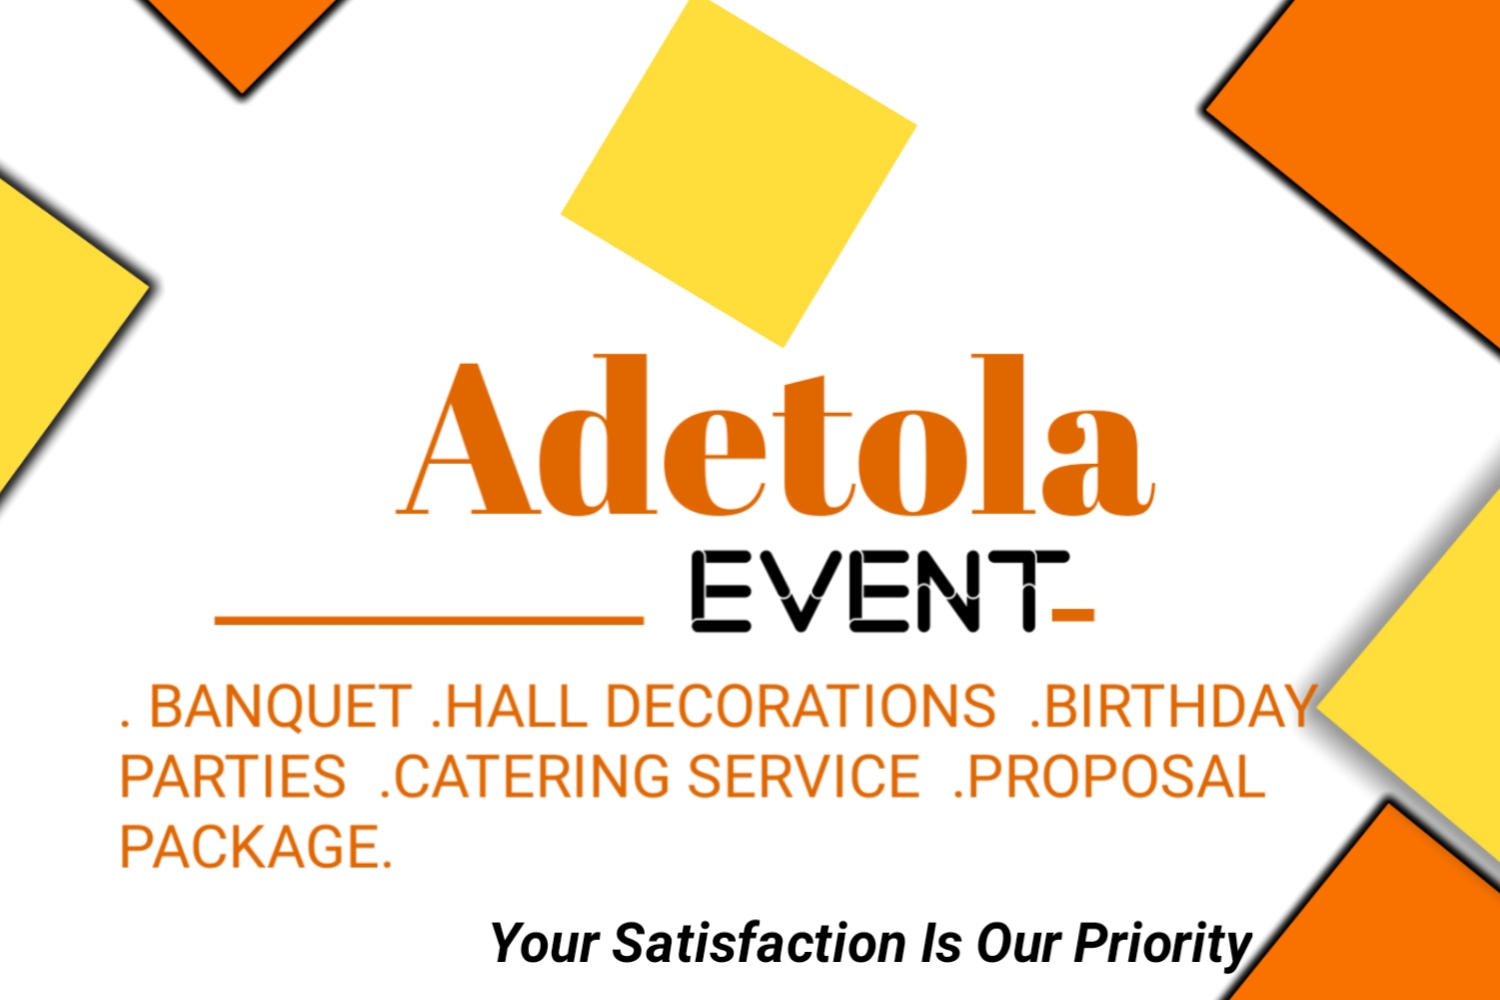 Adetola
EVENT
. BANQUET .HALL DECORATIONS .BIRTHDAY
PARTIES .CATERING SERVICE .PROPOSAL
PACKAGE.
Your Satisfaction Is Our Priority